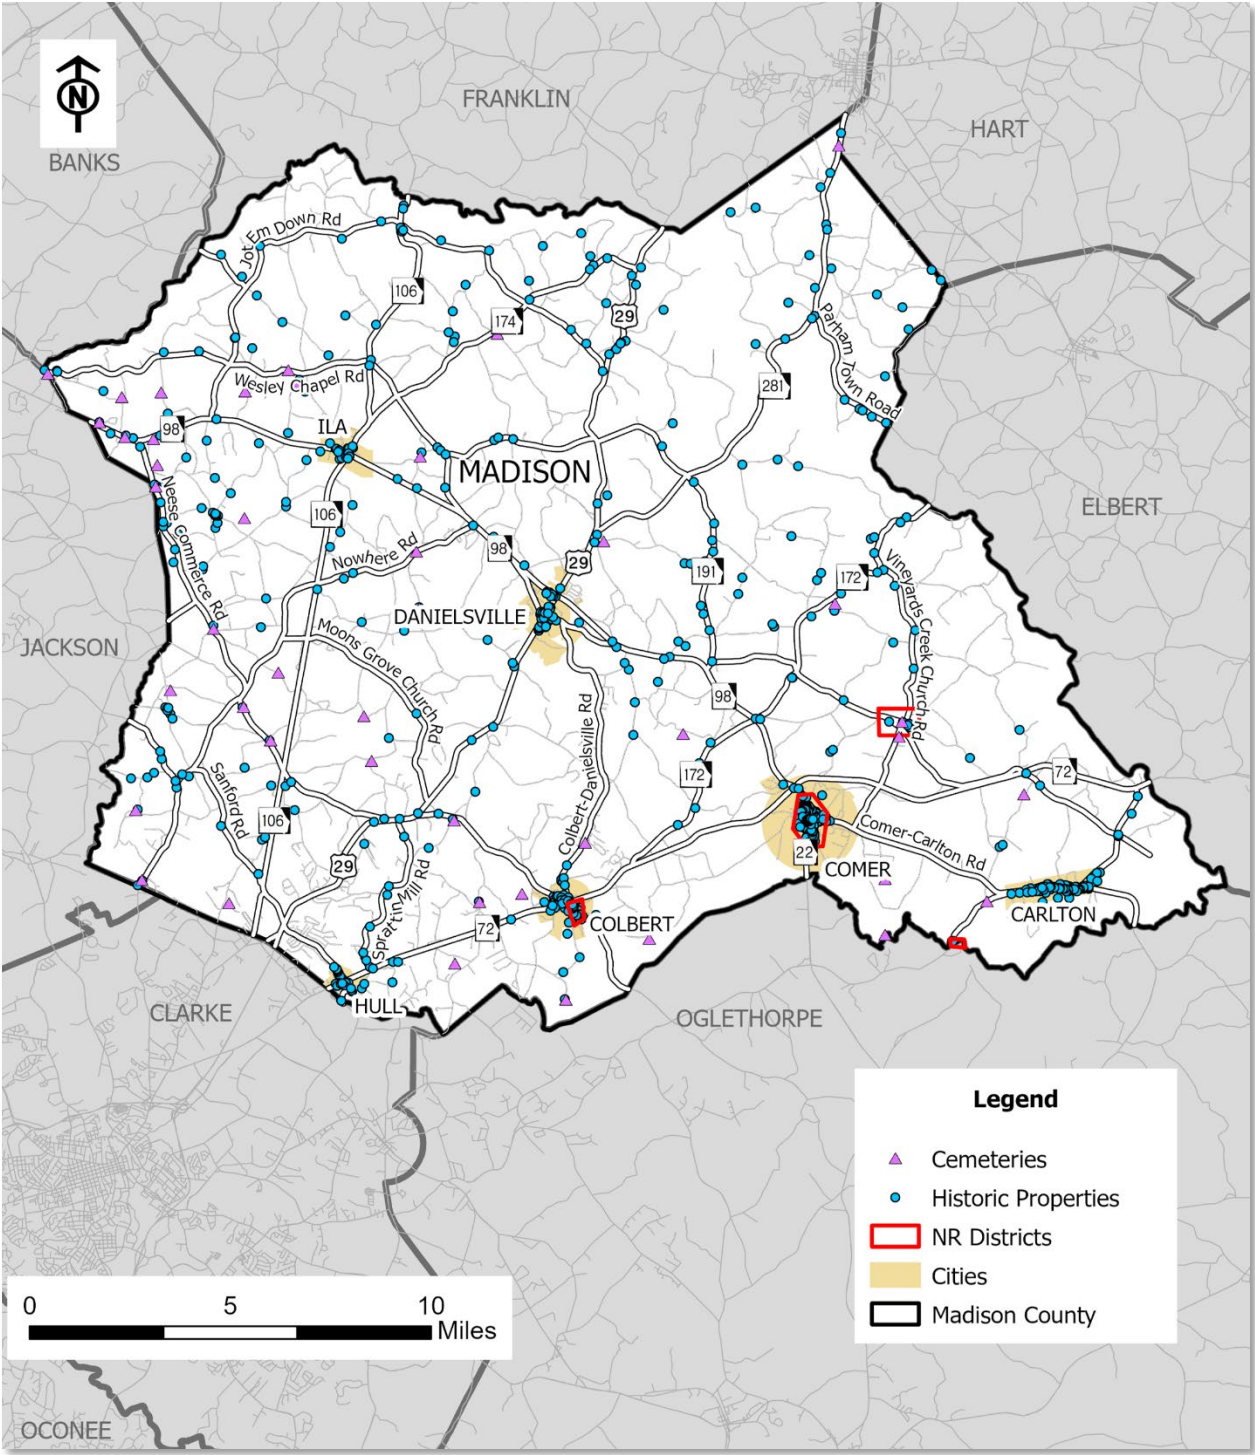 N
FRANKLIN
HART
BANKS
Jot Em Down Rd
106
174
29
Parham Town Road
Wesley Chapel Rd
281
98
ILA
MADISON
ELBERT
Neese Commerce Rd
106
Nowhere Rd
98
29
191
172
Vineyards Creek Church Rd
DANIELSVILLE
JACKSON
Moons Grove Church Rd
98
Colbert-Danielsville Rd
172
72
Sanford Rd
106
29
Comer-Carlton Rd
22
COMER
Spratlin Mill Rd
72
COLBERT
CARLTON
HULL
CLARKE
OGLETHORPE
Legend
Cemeteries
Historic Properties
NR Districts
Cities
Madison County
0 5 10
Miles
OCONEE